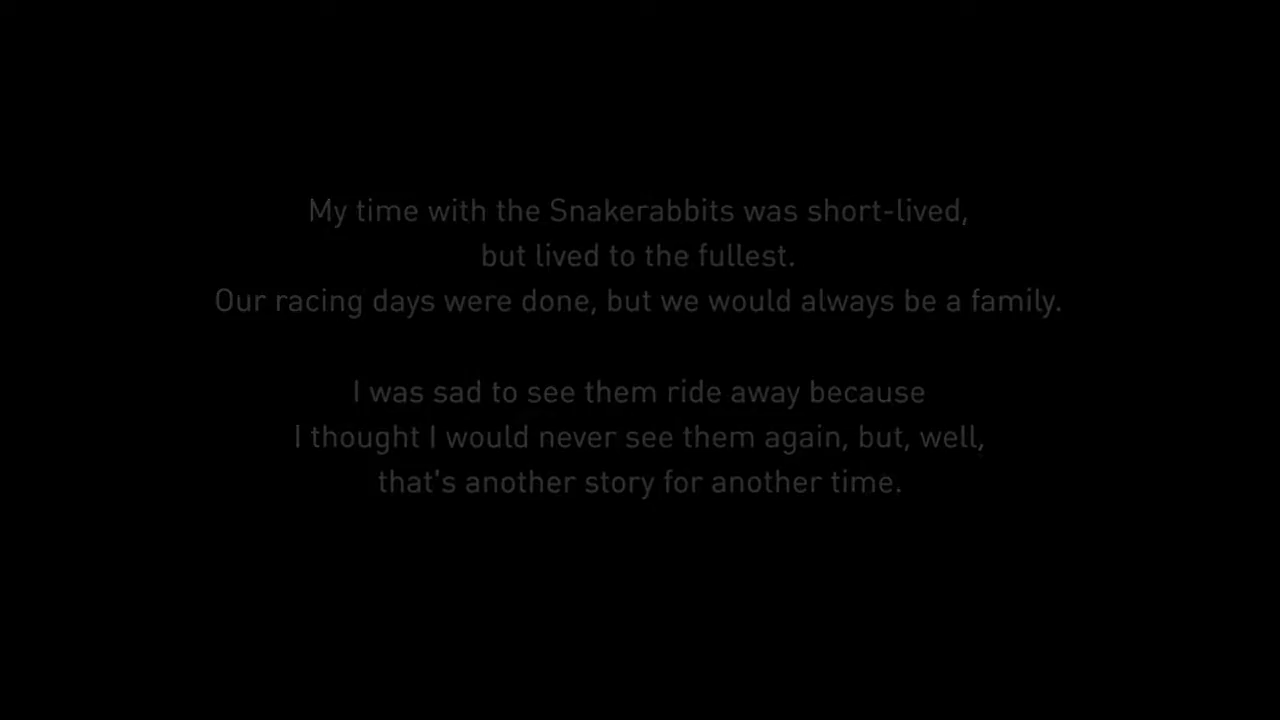 My time with the Snakerabbits was short-lived,
but lived to the fullest.
Our racing days were done, but we would always be a family.
I was sad to see them ride away because
I thought I would never see them again, but, well,
that's another story for another time.